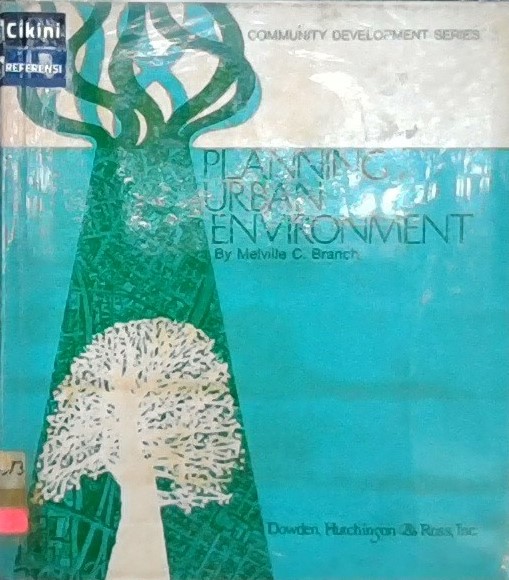 Cikini
REFERENSI
COMMUNITY DEVELOPMENT SERIES
PLANNING
URBAN
ENVIRONMENT
By Melville C. Branch
Dowden, Hutchinson & Ross, Inc.